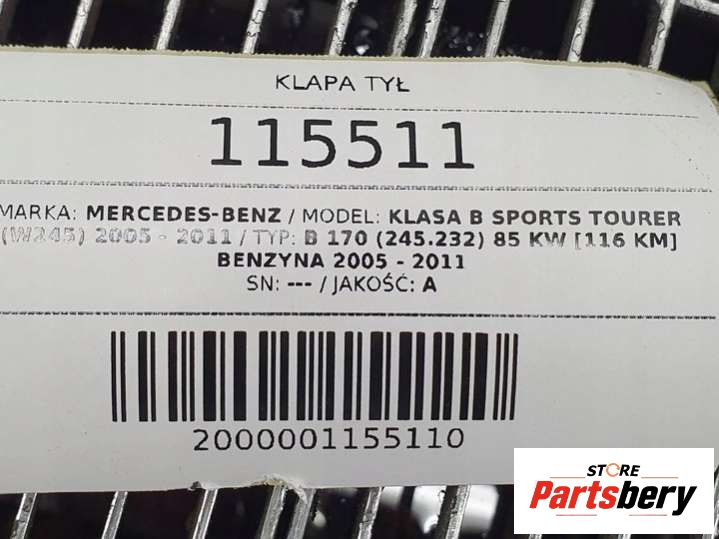 KLAPA TYŁ
115511
MARKA: MERCEDES-BENZ / MODEL: KLASA B SPORTS TOURER
(W245) 2005 - 2011 / TYP: B 170 (245.232) 85 KW [116 KM]
BENZYNA 2005 - 2011
SN: --- / JAKOŚĆ: A
2000001155110
STORE
Partsbery